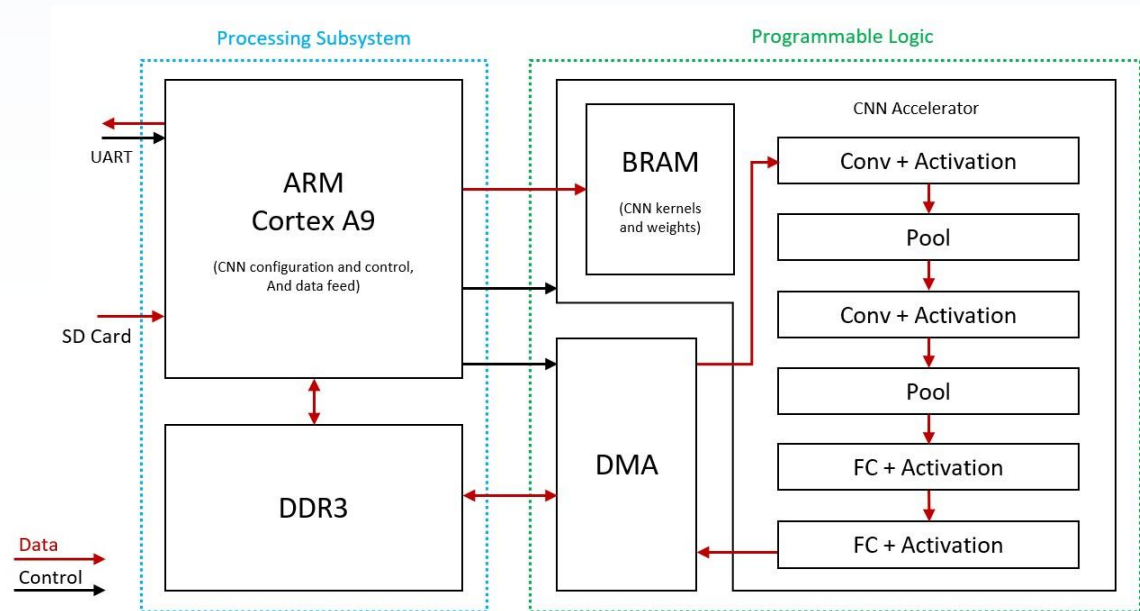 Processing Subsystem
Programmable Logic
UART
SD Card
ARM
Cortex A9
(CNN configuration and control,
And data feed)
DDR3
BRAM
(CNN kernels
and weights)
DMA
CNN Accelerator
Conv + Activation
Pool
Conv + Activation
Pool
FC + Activation
FC + Activation
Data
Control